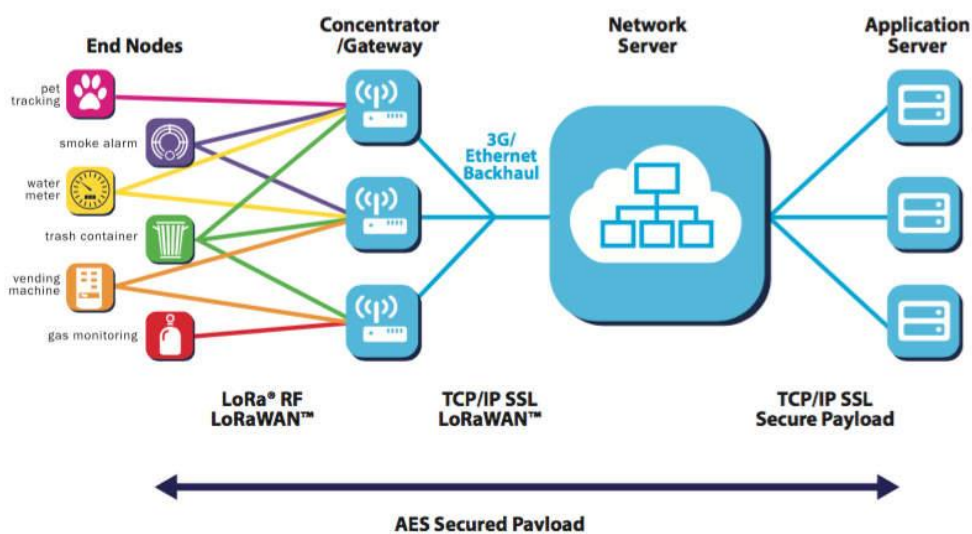 End Nodes
Concentrator
/Gateway
Network
Server
Application
Server
pet
tracking
smoke alarm
water
meter
trash container
vending
machine
gas monitoring
3G/
Ethernet
Backhaul
LoRa® RF
LoRaWAN™
TCP/IP SSL
LoRaWAN™
TCP/IP SSL
Secure Payload
AES Secured Payload